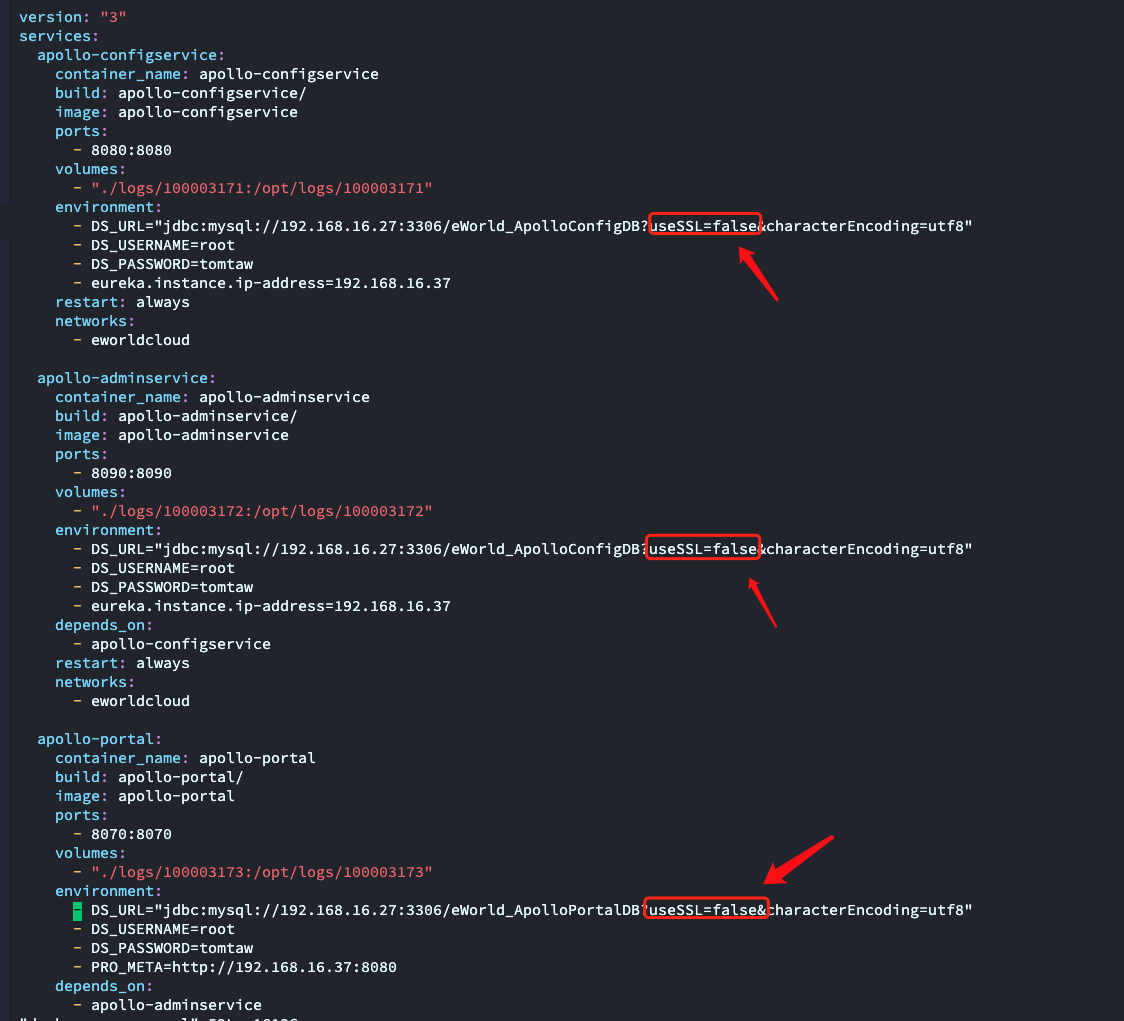 version: "3"
services:
  apollo-configservice:
    container_name: apollo-configservice
    build: apollo-configservice/
    image: apollo-configservice
    ports:
      - 8080:8080
    volumes:
      - "./logs/100003171:/opt/logs/100003171"
    environment:
      - DS_URL="jdbc:mysql://192.168.16.27:3306/eWorld_ApolloConfigDB?useSSL=false&characterEncoding=utf8"
      - DS_USERNAME=root
      - DS_PASSWORD=tomtaw
      - eureka.instance.ip-address=192.168.16.37
    restart: always
    networks:
      - eworldcloud
  apollo-adminservice:
    container_name: apollo-adminservice
    build: apollo-adminservice/
    image: apollo-adminservice
    ports:
      - 8090:8090
    volumes:
      - "./logs/100003172:/opt/logs/100003172"
    environment:
      - DS_URL="jdbc:mysql://192.168.16.27:3306/eWorld_ApolloConfigDB?useSSL=false&characterEncoding=utf8"
      - DS_USERNAME=root
      - DS_PASSWORD=tomtaw
      - eureka.instance.ip-address=192.168.16.37
    depends_on:
      - apollo-configservice
    restart: always
    networks:
      - eworldcloud
  apollo-portal:
    container_name: apollo-portal
    build: apollo-portal/
    image: apollo-portal
    ports:
      - 8070:8070
    volumes:
      - "./logs/100003173:/opt/logs/100003173"
    environment:
      - DS_URL="jdbc:mysql://192.168.16.27:3306/eWorld_ApolloPortalDB?useSSL=false&characterEncoding=utf8"
      - DS_USERNAME=root
      - DS_PASSWORD=tomtaw
      - PRO_META=http://192.168.16.37:8080
    depends_on:
      - apollo-adminservice